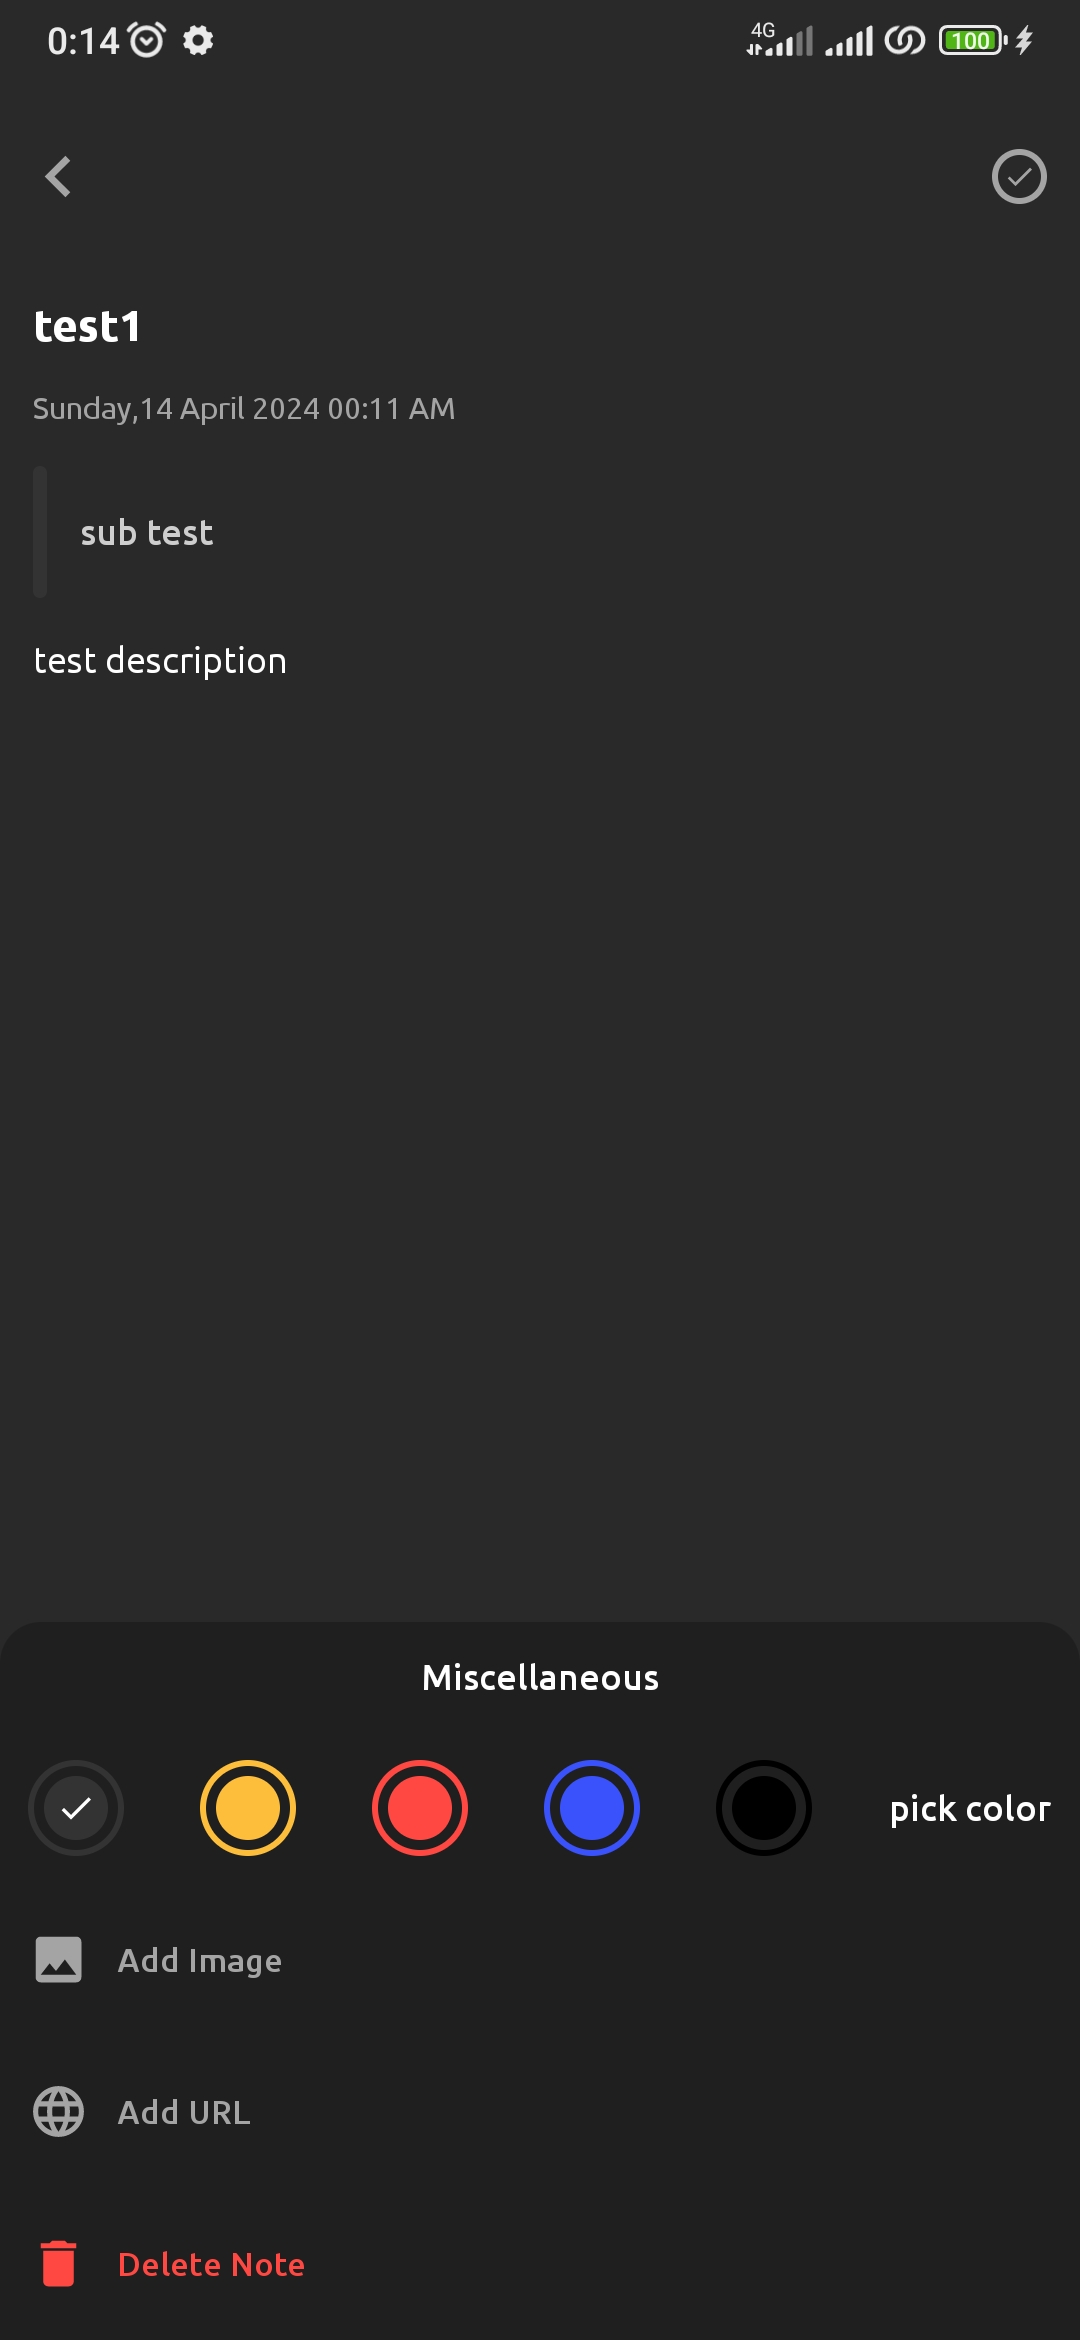 0:14
4G
100
test1
Sunday,14 April 2024 00:11 AM
sub test
test description
Miscellaneous
pick color
Add Image
Add URL
Delete Note